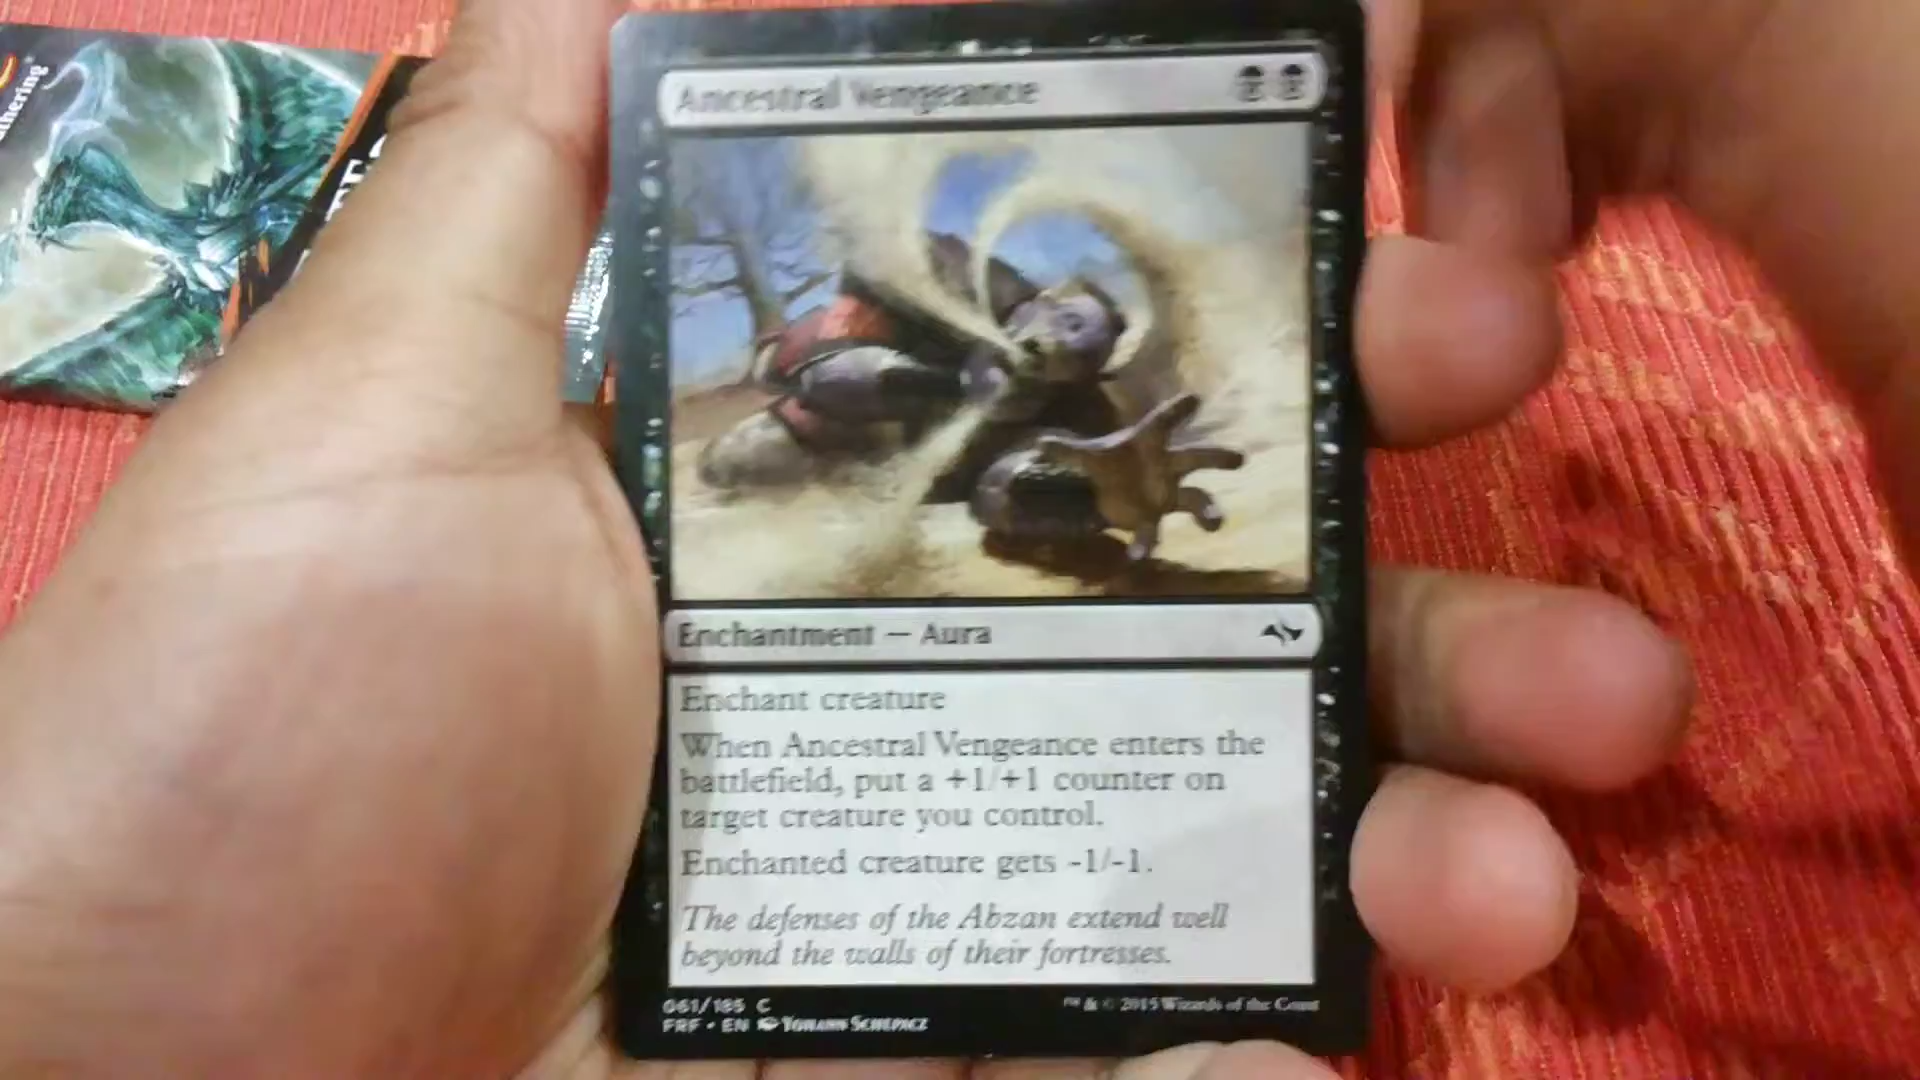 athering
Ancestral Vengeance
Enchantment — Aura
Enchant creature
When Ancestral Vengeance enters the
battlefield, put a +1/+1 counter on
target creature you control.
Enchanted creature gets -1/-1.
The defenses of the Abzan extend well
beyond the walls of their fortresses.
061/185 C
™ & © 2015 Wizards of the Coast
FRF • EN Yohann Schepacz